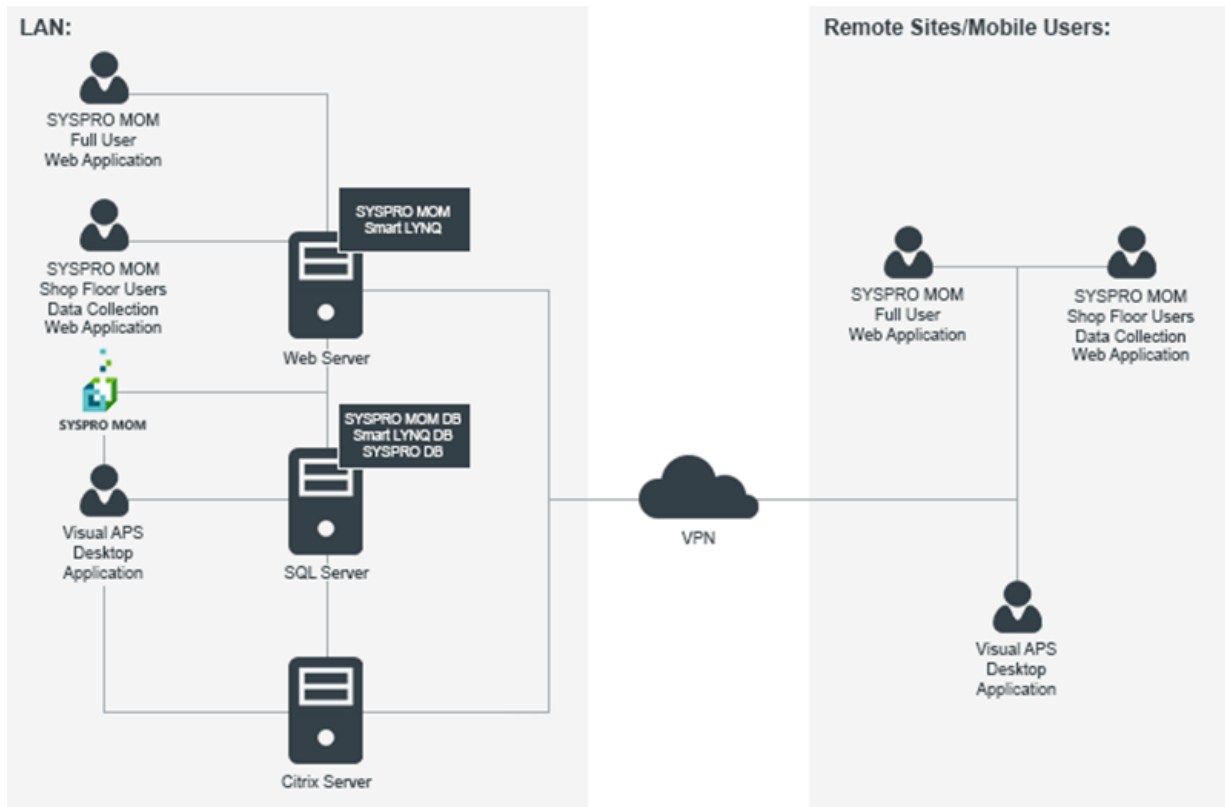 LAN:
Remote Sites/Mobile Users:
SYSPRO MOM
Full User
Web Application
SYSPRO MOM
Smart LYNQ
SYSPRO MOM
Shop Floor Users
Data Collection
Web Application
Web Server
SYSPRO MOM
SYSPRO MOM DB
Smart LYNQ DB
SYSPRO DB
Visual APS
Desktop
Application
SQL Server
Citrix Server
VPN
SYSPRO MOM
Full User
Web Application
SYSPRO MOM
Shop Floor Users
Data Collection
Web Application
Visual APS
Desktop
Application